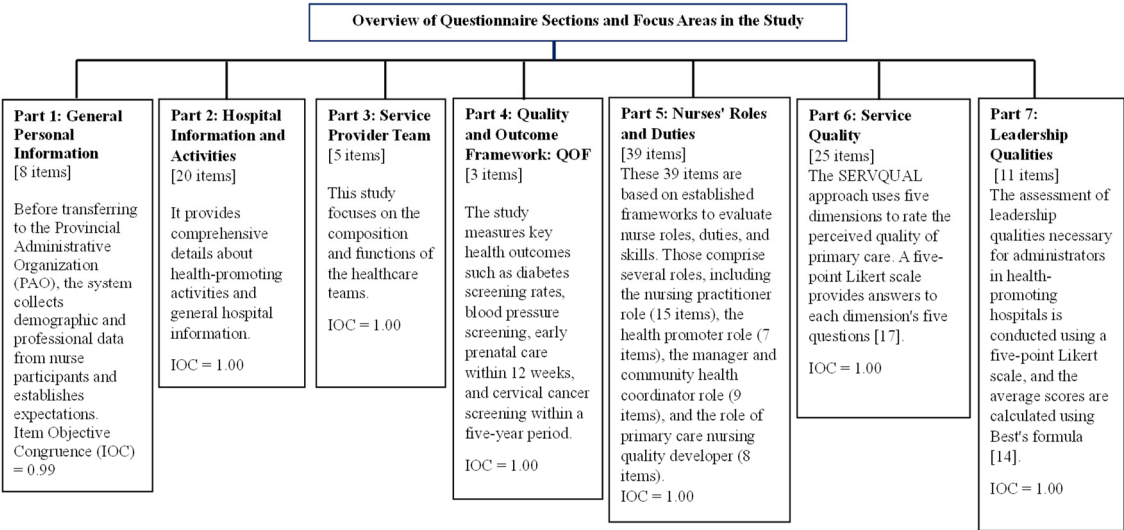 Overview of Questionnaire Sections and Focus Areas in the Study
Part 1: General
Personal
Information
[8 items]
Before transferring
to the Provincial
Administrative
Organization
(PAO), the system
collects
demographic and
professional data
from nurse
participants and
establishes
expectations.
Item Objective
Congruence (IOC)
= 0.99
Part 2: Hospital
Information and
Activities
[20 items]
It provides
comprehensive
details about
health-promoting
activities and
general hospital
information.
IOC = 1.00
Part 3: Service
Provider Team
[5 items]
This study
focuses on the
composition
and functions of
the healthcare
teams.
IOC = 1.00
Part 4: Quality
and Outcome
Framework: QOF
[3 items]
The study
measures key
health outcomes
such as diabetes
screening rates,
blood pressure
screening, early
prenatal care
within 12 weeks,
and cervical cancer
screening within a
five-year period.
IOC = 1.00
Part 5: Nurses' Roles
and Duties
[39 items]
These 39 items are
based on established
frameworks to evaluate
nurse roles, duties, and
skills. Those comprise
several roles, including
the nursing practitioner
role (15 items), the
health promoter role (7
items), the manager and
community health
coordinator role (9
items), and the role of
primary care nursing
quality developer (8
items).
IOC = 1.00
Part 6: Service
Quality
[25 items]
The SERVQUAL
approach uses five
dimensions to rate the
perceived quality of
primary care. A five-
point Likert scale
provides answers to
each dimension's five
questions [17].
IOC = 1.00
Part 7:
Leadership
Qualities
[11 items]
The assessment of
leadership
qualities necessary
for administrators
in health-
promoting
hospitals is
conducted using a
five-point Likert
scale, and the
average scores are
calculated using
Best's formula
[14].
IOC = 1.00